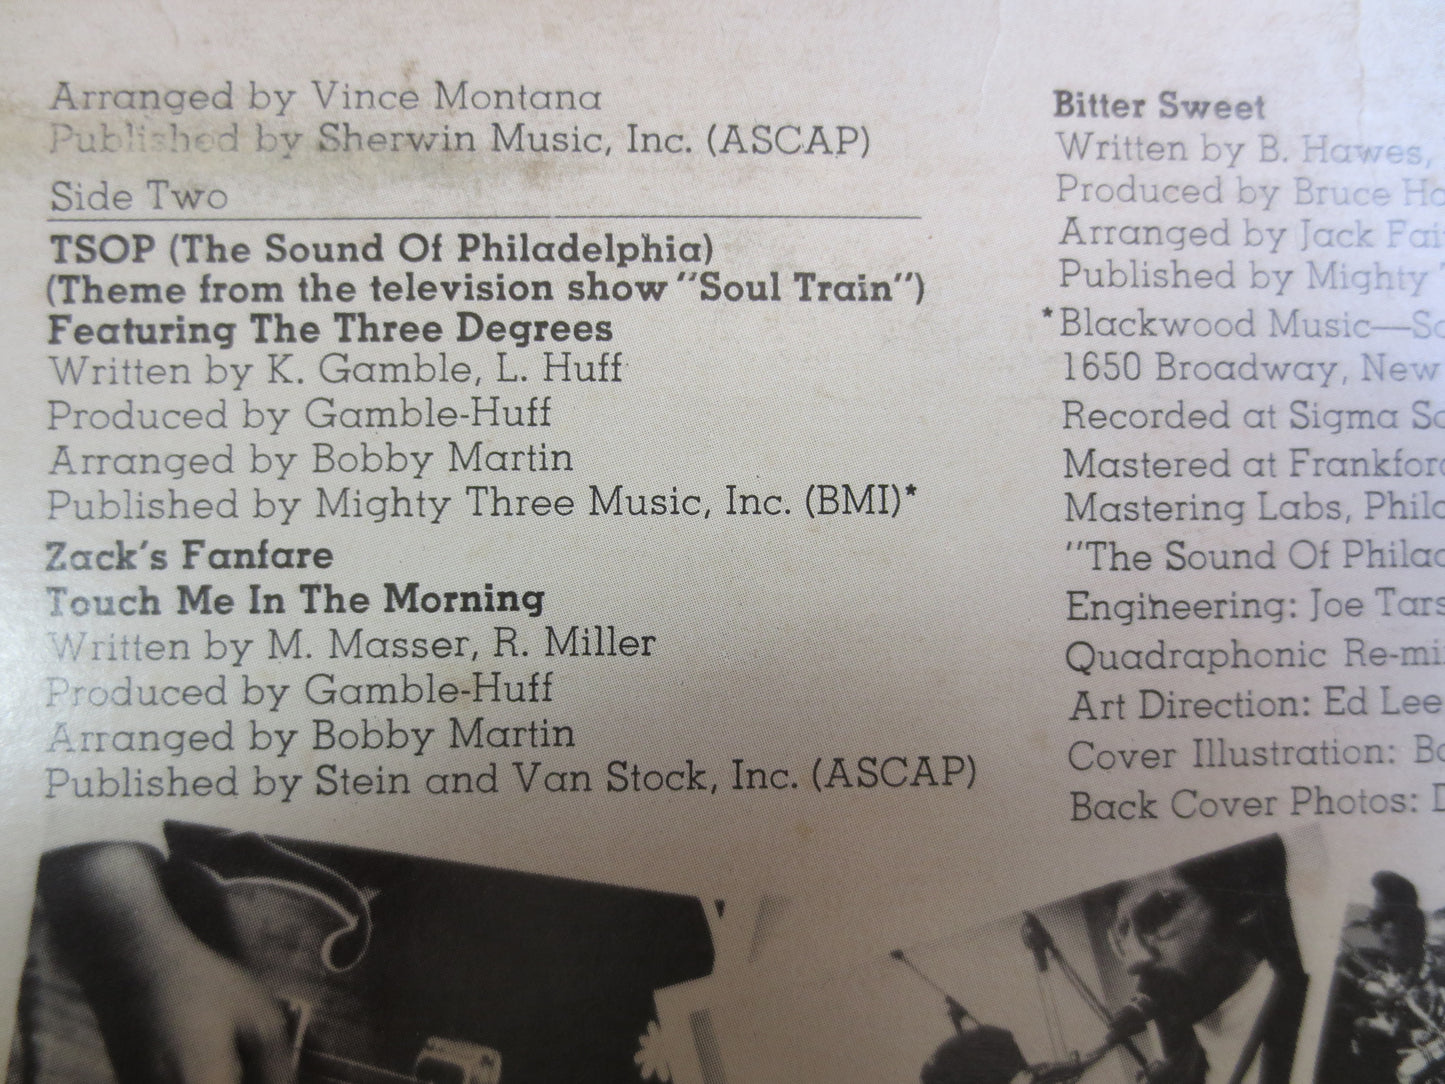 Arranged by Vince Montana
Published by Sherwin Music, Inc. (ASCAP)
Side Two
TSOP (The Sound Of Philadelphia)
(Theme from the television show "Soul Train")
Featuring The Three Degrees
Written by K. Gamble, L. Huff
Produced by Gamble-Huff
Arranged by Bobby Martin
Published by Mighty Three Music, Inc. (BMI)*
Zack's Fanfare
Touch Me In The Morning
Written by M. Masser, R. Miller
Produced by Gamble-Huff
Arranged by Bobby Martin
Published by Stein and Van Stock, Inc. (ASCAP)
Bitter Sweet
Written by B. Hawes,
Produced by Bruce
Arranged by Jack
Published by Mighty
*Blackwood Music—
1650 Broadway, New
Recorded at Sigma
Mastered at
Mastering Labs,
"The Sound Of
Engineering: Joe
Quadraphonic
Art Direction: Ed Lee
Cover Illustration:
Back Cover Photos: